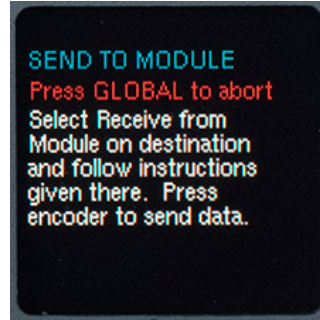 SEND TO MODULE
Press GLOBAL to abort
Select Receive from
Module on destination
and follow instructions
given there. Press
encoder to send data.